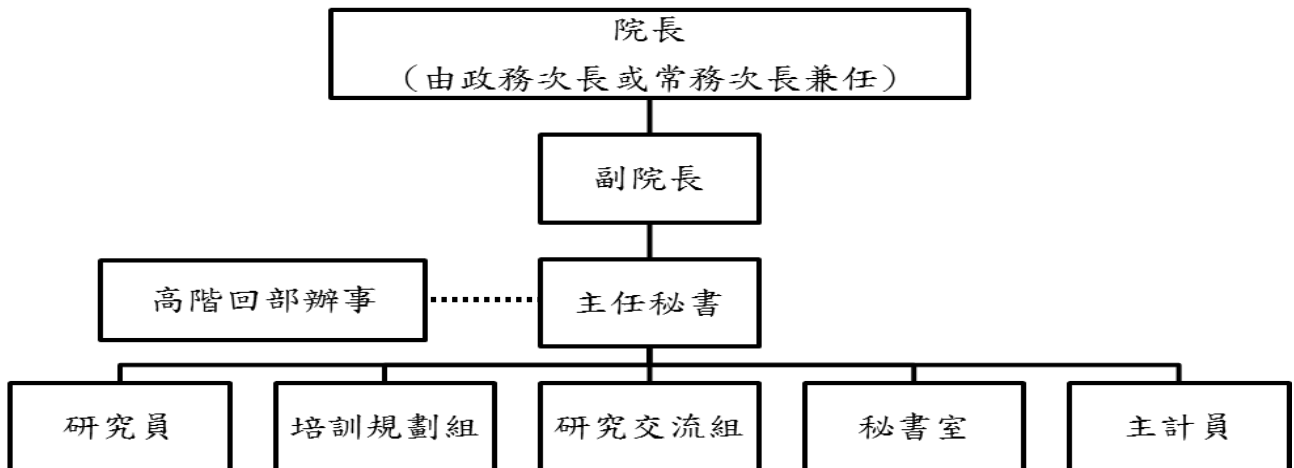 院長
（由政務次長或常務次長兼任）
副院長
高階回部辦事
主任秘書
研究員
培訓規劃組
研究交流組
秘書室
主計員